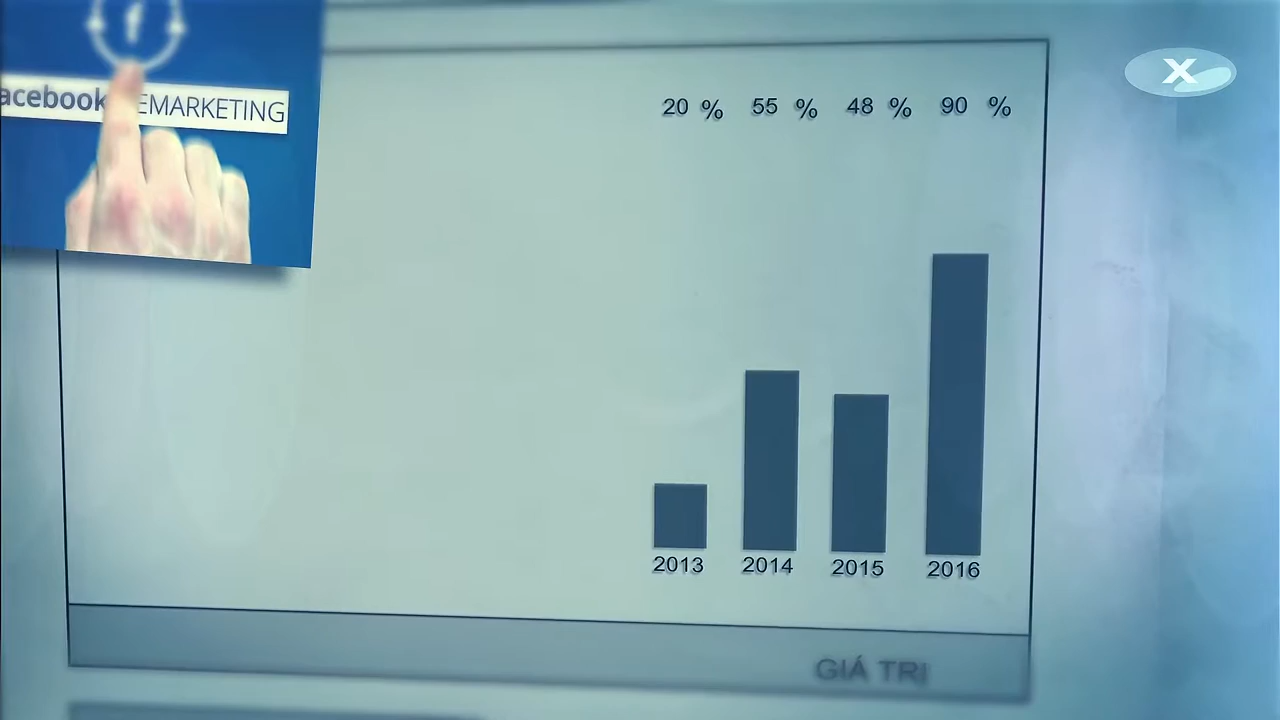 acebook EMARKETING
X
20 % 55 % 48 % 90 %
2013 2014 2015 2016
GIÁ TRỊ